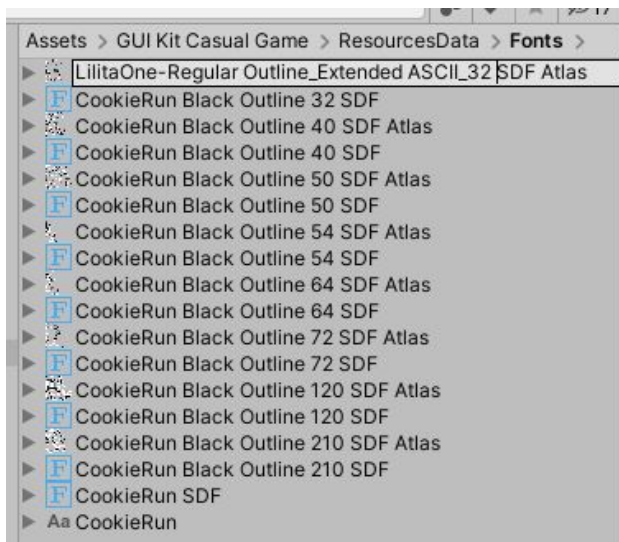 17
Assets > GUI Kit Casual Game > ResourcesData > Fonts >
LilitaOne-Regular Outline_Extended ASCII_32 SDF Atlas
CookieRun Black Outline 32 SDF
CookieRun Black Outline 40 SDF Atlas
CookieRun Black Outline 40 SDF
CookieRun Black Outline 50 SDF Atlas
CookieRun Black Outline 50 SDF
CookieRun Black Outline 54 SDF Atlas
CookieRun Black Outline 54 SDF
CookieRun Black Outline 64 SDF Atlas
CookieRun Black Outline 64 SDF
CookieRun Black Outline 72 SDF Atlas
CookieRun Black Outline 72 SDF
CookieRun Black Outline 120 SDF Atlas
CookieRun Black Outline 120 SDF
CookieRun Black Outline 210 SDF Atlas
CookieRun Black Outline 210 SDF
CookieRun SDF
Aa CookieRun